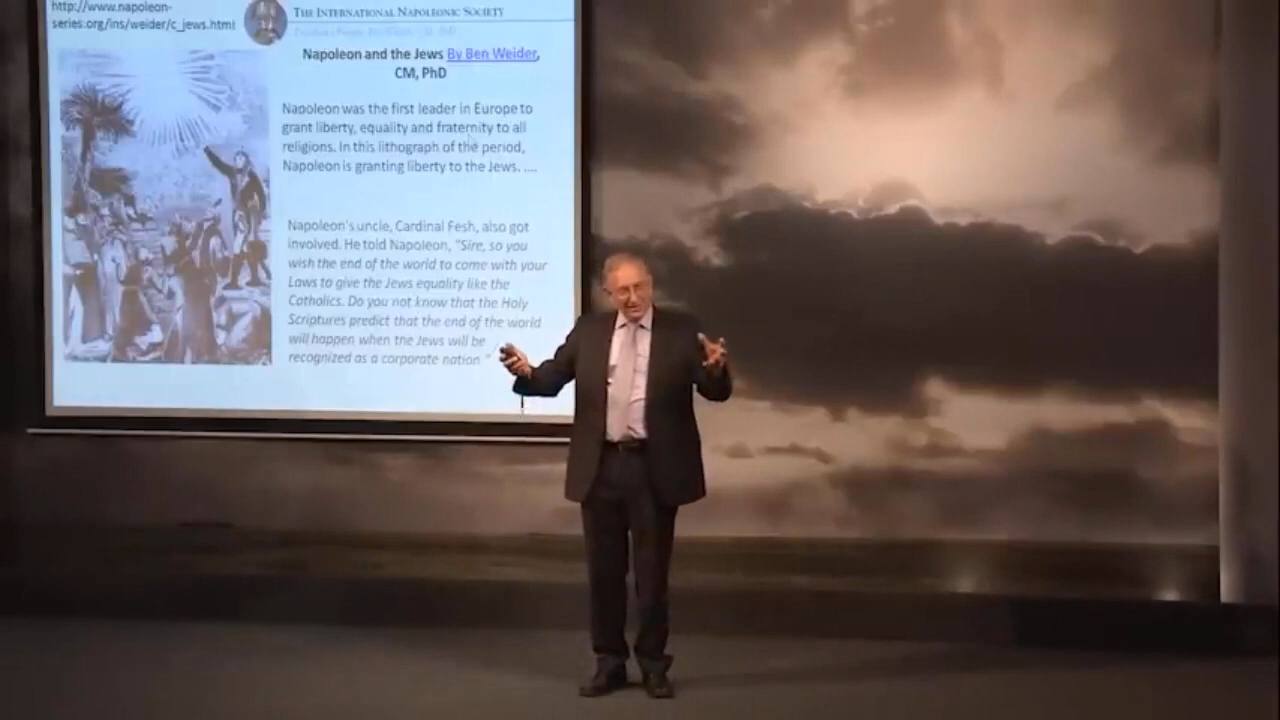 http://www.napoleon-
series.org/ins/weider/c_jews.html
THE INTERNATIONAL NAPOLEONIC SOCIETY
Napoleon and the Jews By Ben Weider,
CM, PhD
Napoleon was the first leader in Europe to
grant liberty, equality and fraternity to all
religions. In this lithograph of the period,
Napoleon is granting liberty to the Jews. ....
Napoleon's uncle, Cardinal Fesh, also got
involved. He told Napoleon, "Sire, so you
wish the end of the world to come with your
Laws to give the Jews equality like the
Catholics. Do you not know that the Holy
Scriptures predict that the end of the world
will happen when the Jews will be
recognized as a corporate nation "